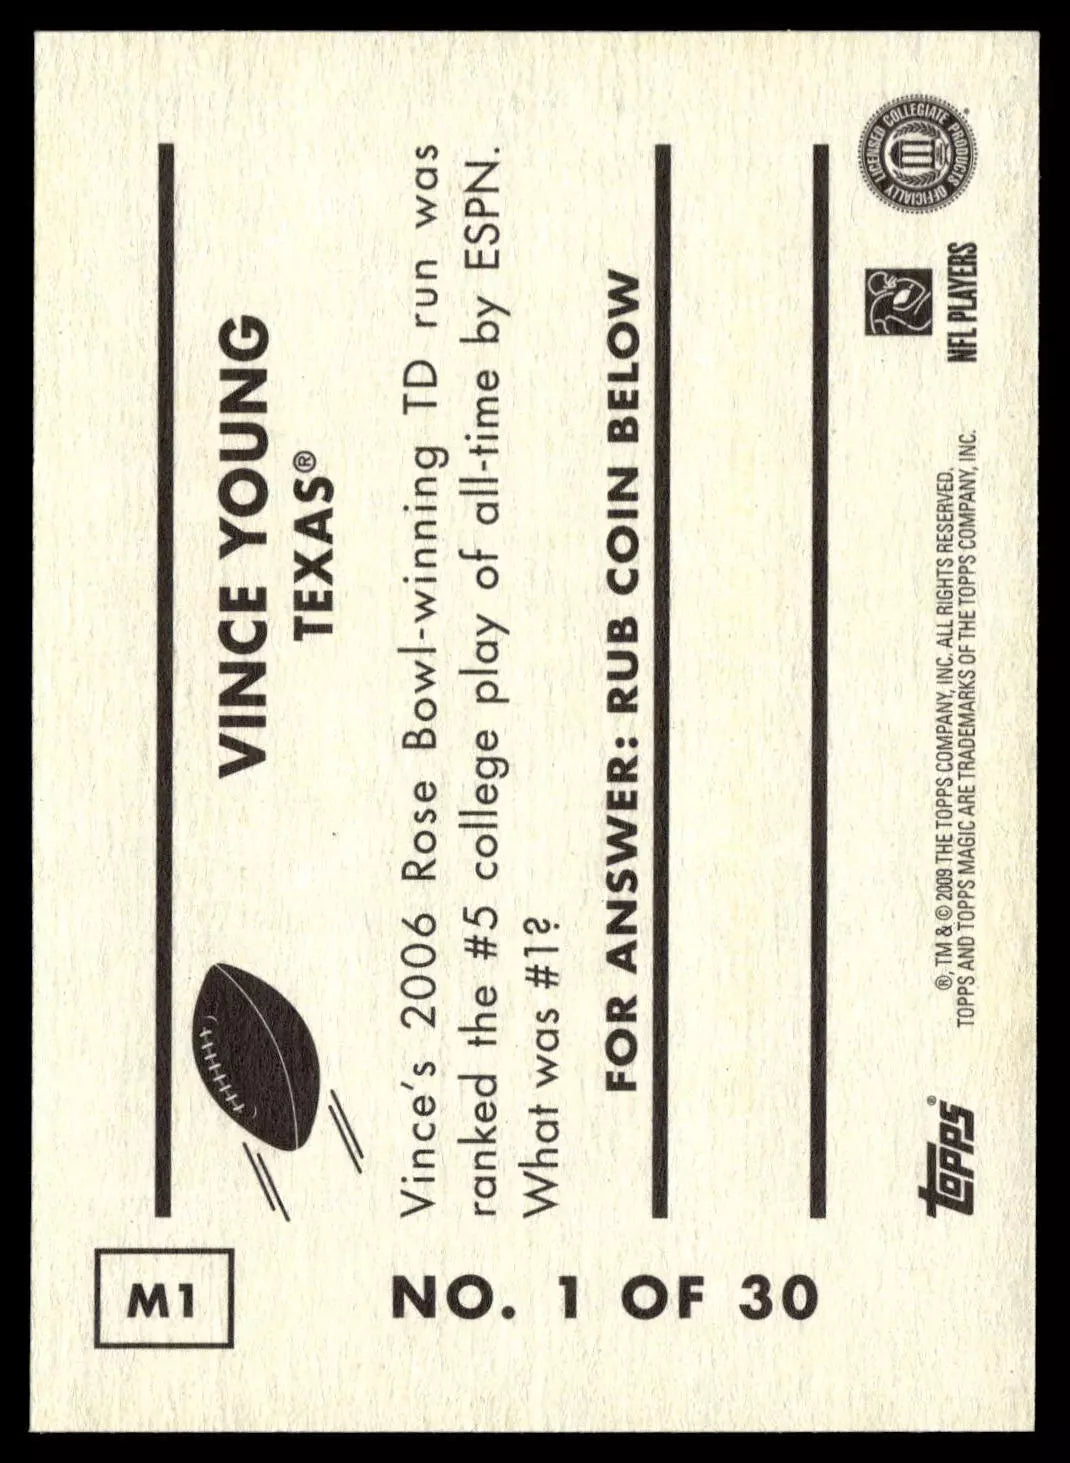 M1
VINCE YOUNG
TEXAS®
Vince's 2006 Rose Bowl-winning TD run was
ranked the #5 college play of all-time by ESPN.
What was #1?
FOR ANSWER: RUB COIN BELOW
NO. 1 OF 30
topps®
®, TM & © 2009 THE TOPPS COMPANY, INC. ALL RIGHTS RESERVED.
TOPPS AND TOPPS MAGIC ARE TRADEMARKS OF THE TOPPS COMPANY, INC.
NFL PLAYERS
OFFICIALLY LICENSED COLLEGIATE PRODUCTS